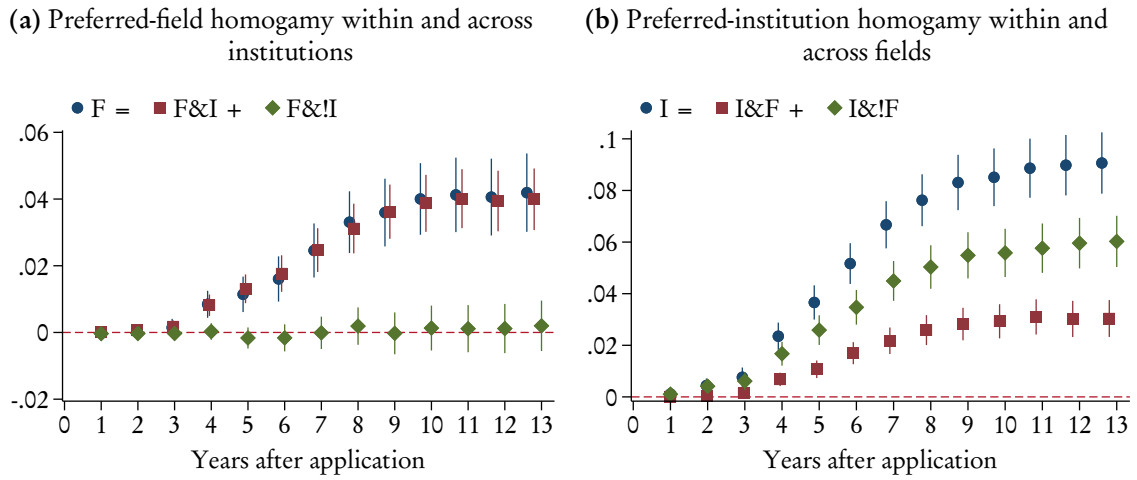 (a) Preferred-field homogamy within and across
institutions
F = F&I + F&!I
.06
.04
.02
0
-.02
0 1 2 3 4 5 6 7 8 9 10 11 12 13
Years after application
(b) Preferred-institution homogamy within and
across fields
I = I&F + I&!F
.1
.08
.06
.04
.02
0
0 1 2 3 4 5 6 7 8 9 10 11 12 13
Years after application